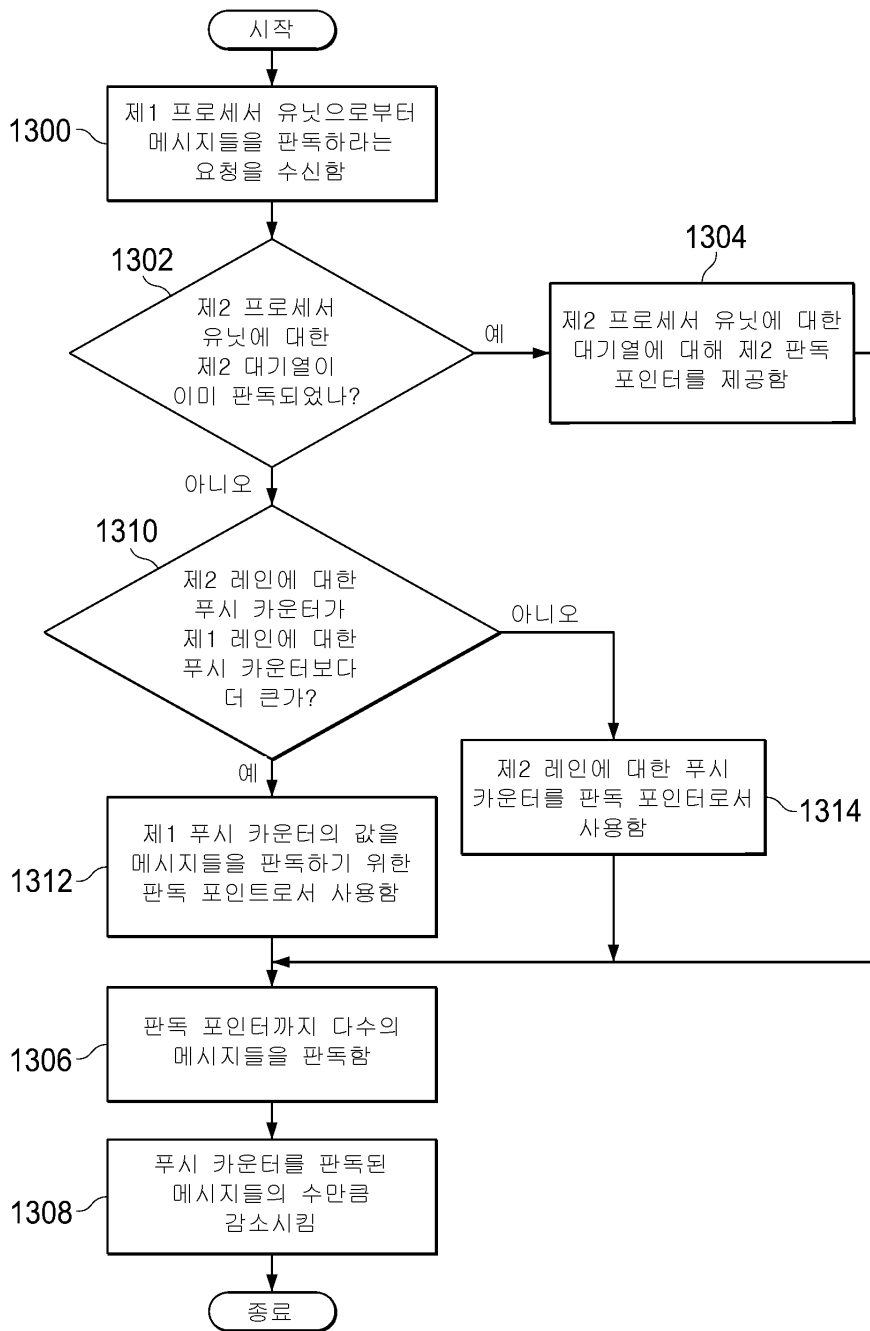 시작
1300
제1 프로세서 유닛으로부터
메시지들을 판독하라는
요청을 수신함
1302
제2 프로세서
유닛에 대한
제2 대기열이
이미 판독되었나?
예
1304
제2 프로세서 유닛에 대한
대기열에 대해 제2 판독
포인터를 제공함
아니오
1310
제2 레인에 대한
푸시 카운터가
제1 레인에 대한
푸시 카운터보다
더 큰가?
아니오
예
제2 레인에 대한 푸시
카운터를 판독 포인터로서
사용함
1314
1312
제1 푸시 카운터의 값을
메시지들을 판독하기 위한
판독 포인트로서 사용함
1306
판독 포인터까지 다수의
메시지들을 판독함
1308
푸시 카운터를 판독된
메시지들의 수만큼
감소시킴
종료